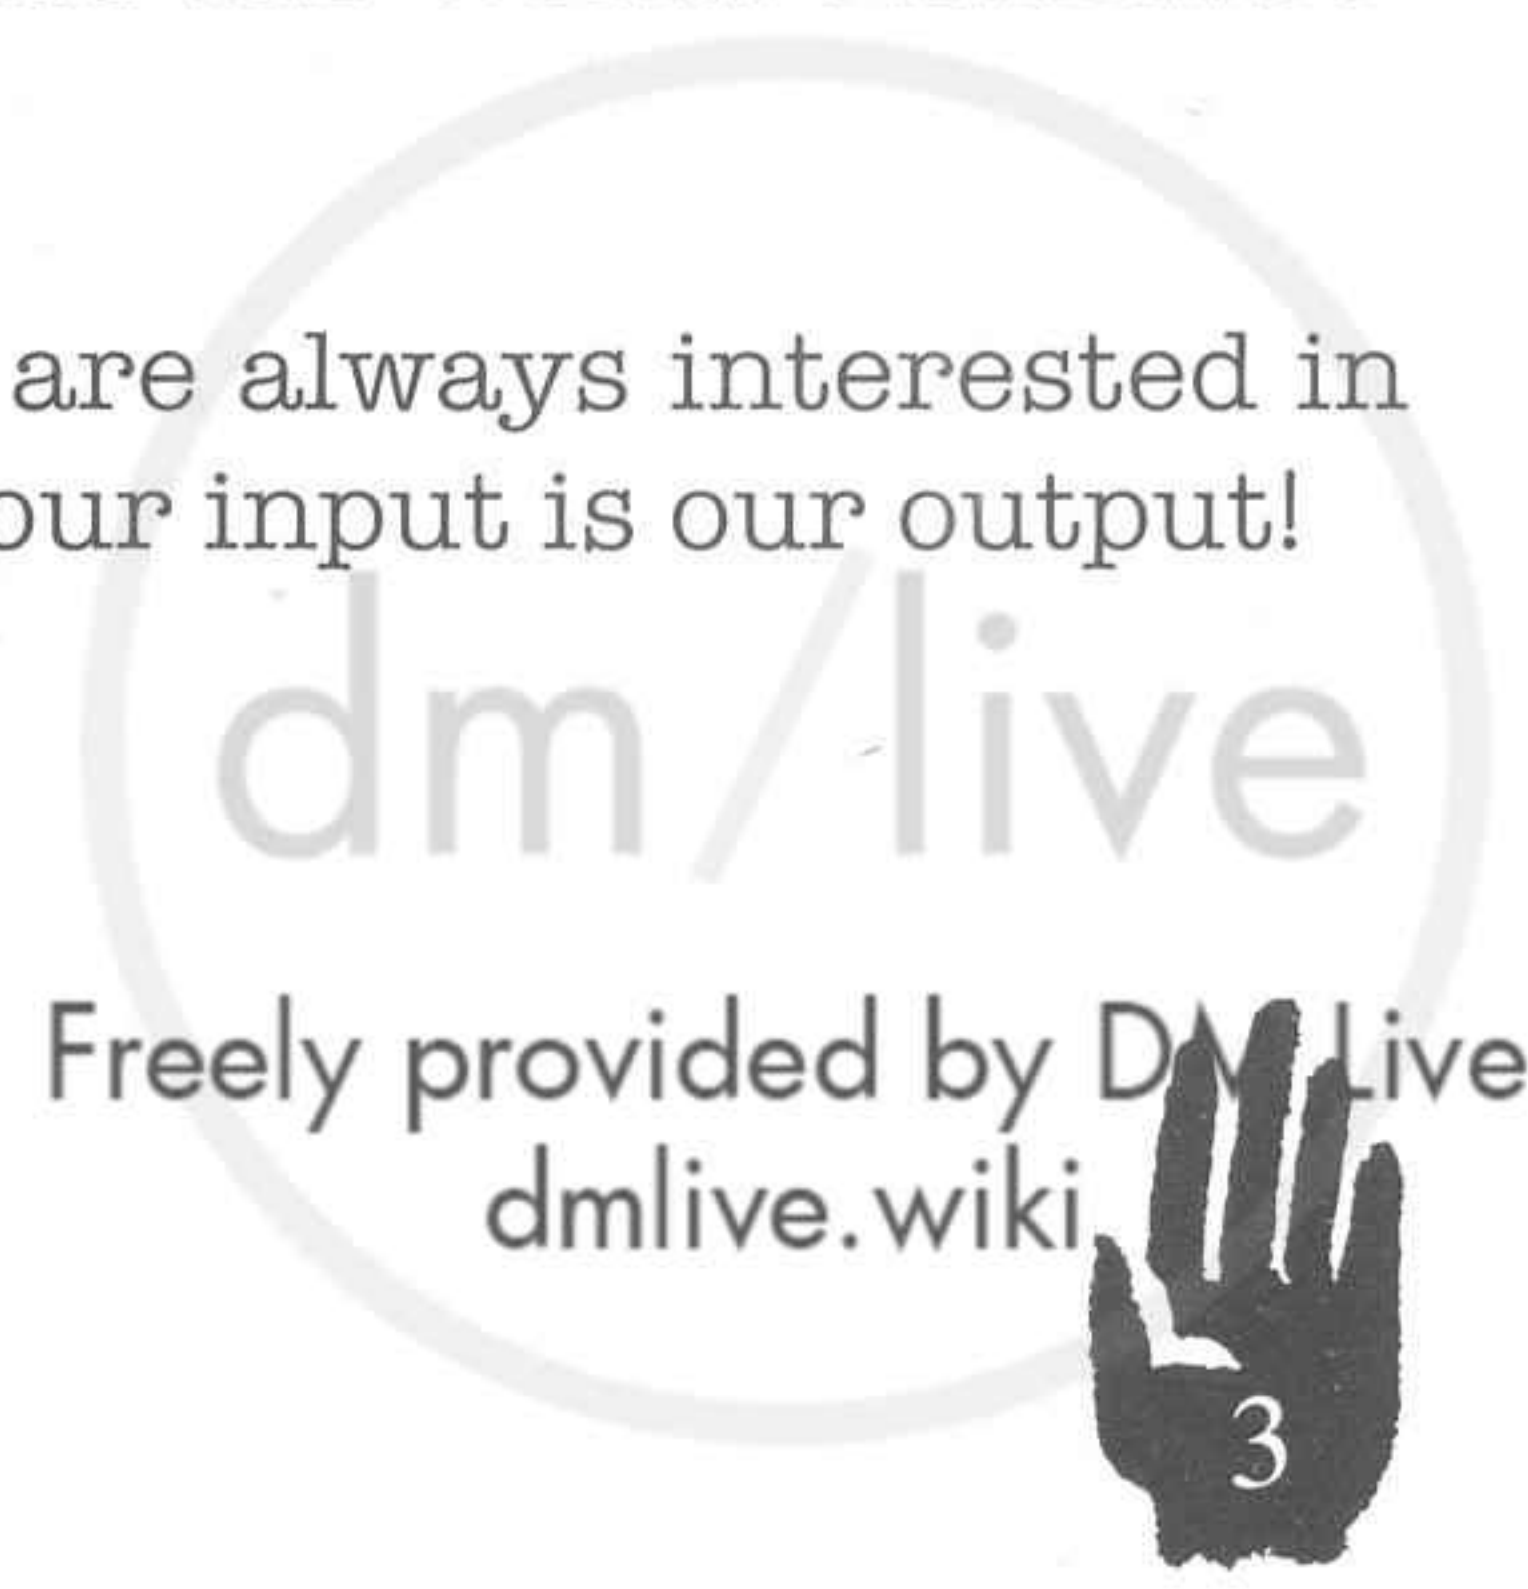 are always interested in
our input is our output!
dm/live
Freely provided by DM Live
dmlive.wiki
3